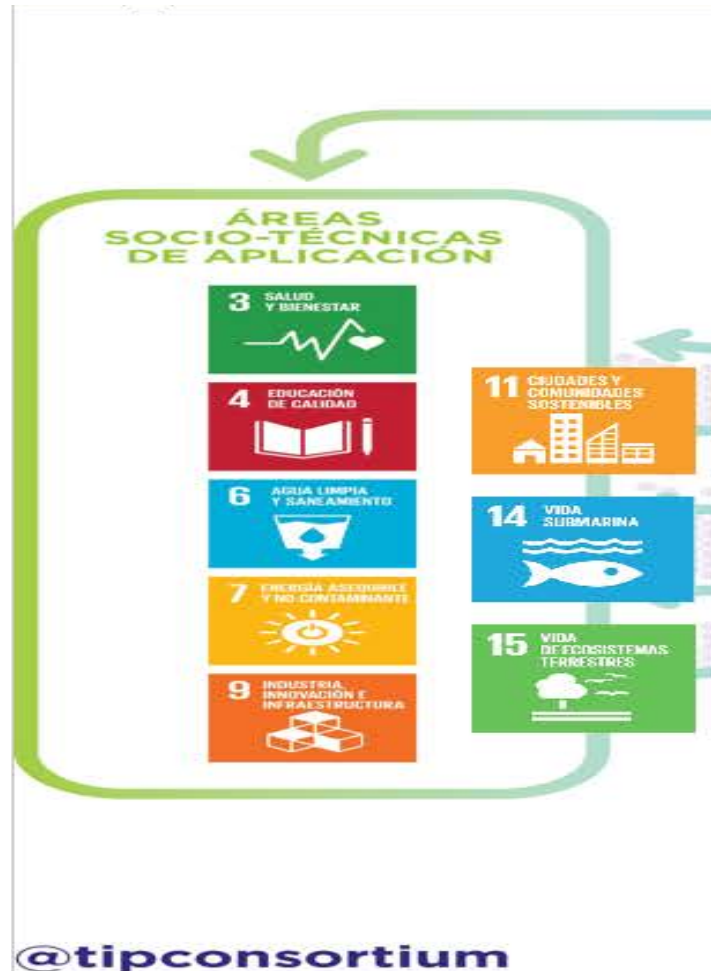 ÁREAS
SOCIO-TÉCNICAS
DE APLICACIÓN
3 SALUD
Y BIENESTAR
4 EDUCACIÓN
DE CALIDAD
6 AGUA LIMPIA
Y SANEAMIENTO
7 ENERGÍA ASEQUIBLE
Y NO CONTAMINANTE
9 INDUSTRIA,
INNOVACIÓN E
INFRAESTRUCTURA
11 CIUDADES Y
COMUNIDADES
SOSTENIBLES
14 VIDA
SUBMARINA
15 VIDA
DE ECOSISTEMAS
TERRESTRES
@tipconsortium